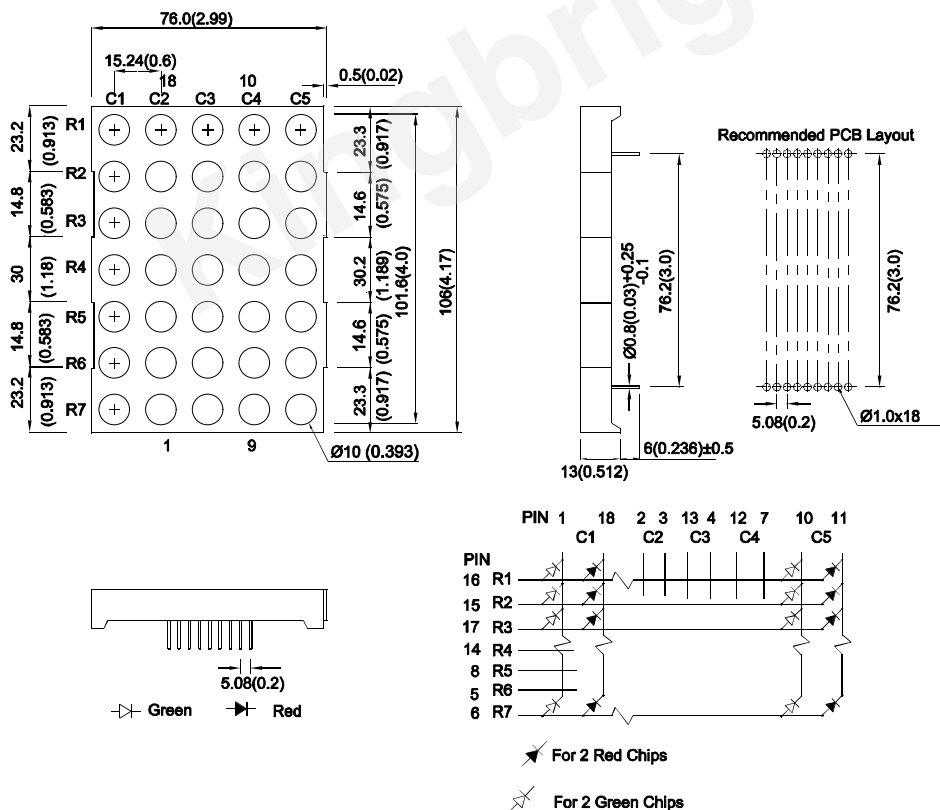 76.0(2.99)
15.24(0.6)
18
10
0.5(0.02)
C1 C2 C3 C4 C5
R1
R2
R3
R4
R5
R6
R7
23.2
(0.913)
14.8
(0.583)
30
(1.18)
14.8
(0.583)
23.2
(0.913)
23.3
(0.917)
14.6
(0.575)
30.2
(1.189)
14.6
(0.575)
23.3
(0.917)
101.6(4.0)
106(4.17)
1
9
Ø10 (0.393)
Ø0.8(0.03)+0.25
-0.1
76.2(3.0)
6(0.236)±0.5
13(0.512)
Recommended PCB Layout
76.2(3.0)
5.08(0.2)
Ø1.0x18
5.08(0.2)
Green
Red
PIN 1 18 2 3 13 4 12 7 10 11
C1 C2 C3 C4 C5
PIN
16 R1
15 R2
17 R3
14 R4
8 R5
5 R6
6 R7
For 2 Red Chips
For 2 Green Chips
Kingbrig